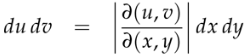 du dv = |∂(u, v)/∂(x, y)| dx dy